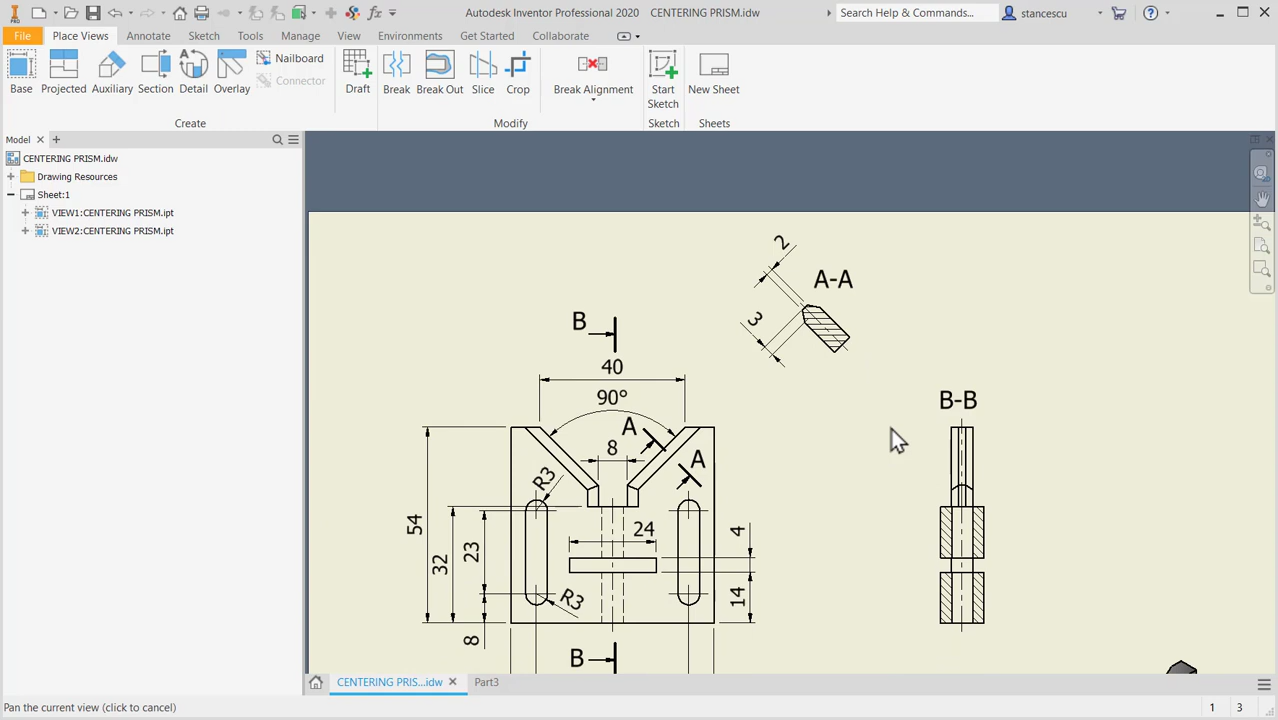 PRO
fx
Autodesk Inventor Professional 2020 CENTERING PRISM.idw
Search Help & Commands...
stancescu
File
Place Views
Annotate
Sketch
Tools
Manage
View
Environments
Get Started
Collaborate
Base
Projected
Auxiliary
Section
Detail
Overlay
Nailboard
Connector
Draft
Break
Break Out
Slice
Crop
Break Alignment
Start
Sketch
New Sheet
Create
Modify
Sketch
Sheets
Model
CENTERING PRISM.idw
Drawing Resources
Sheet:1
VIEW1:CENTERING PRISM.ipt
VIEW2:CENTERING PRISM.ipt
2
A-A
3
B
40
90°
A
8
A
B-B
R3
54
32
23
24
4
R3
14
8
B
CENTERING PRIS...idw
Part3
Pan the current view (click to cancel)
1
3